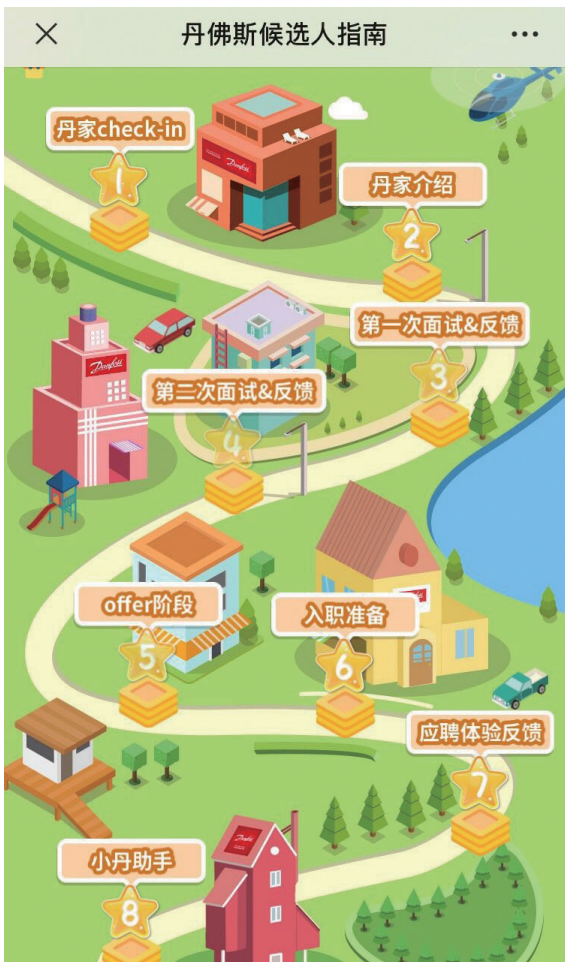 丹佛斯候选人指南
丹家check-in
1
Danfoss
丹家介绍
2
第一次面试&反馈
3
Danfoss
第二次面试&反馈
4
offer阶段
5
入职准备
6
应聘体验反馈
7
Danfoss
小丹助手
8